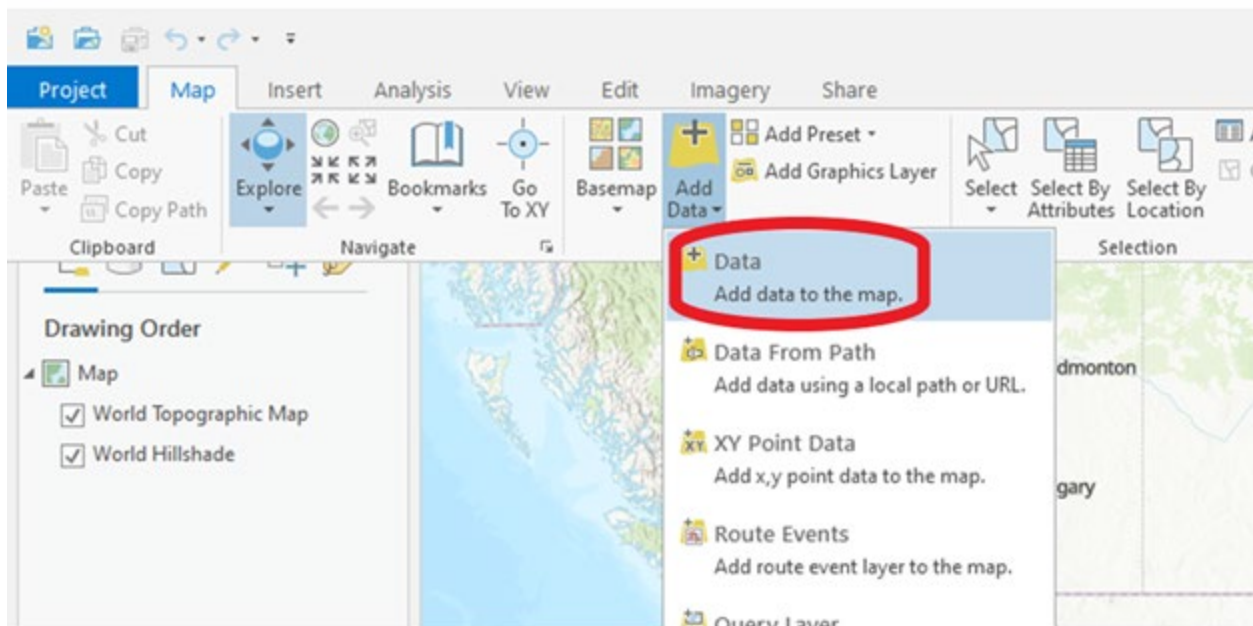 Project Map Insert Analysis View Edit Imagery Share
Cut
Copy
Copy Path
Paste
Explore
Bookmarks
Go
To XY
Basemap
Add
Data
Add Preset
Add Graphics Layer
Select
Select By
Attributes
Select By
Location
Clipboard
Navigate
Selection
Drawing Order
Map
World Topographic Map
World Hillshade
Data
Add data to the map.
Data From Path
Add data using a local path or URL.
XY Point Data
Add x,y point data to the map.
Route Events
Add route event layer to the map.
Query Layer
dmonton
gary